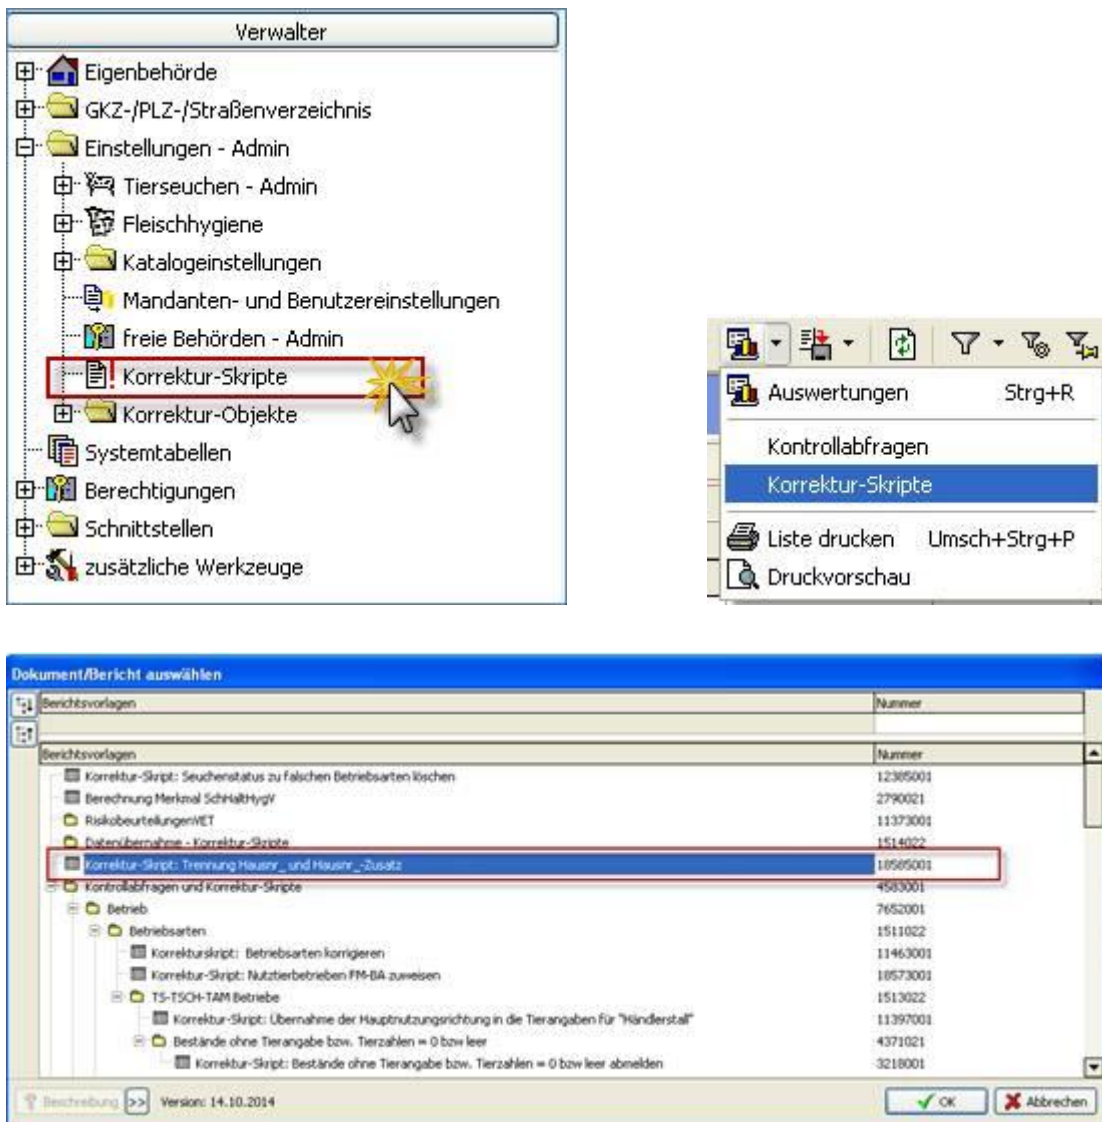 Verwalter
Eigenbehörde
GKZ-/PLZ-/Straßenverzeichnis
Einstellungen - Admin
Tierseuchen - Admin
Fleischhygiene
Katalogeinstellungen
Mandanten- und Benutzereinstellungen
freie Behörden - Admin
Korrektur-Skripte
Korrektur-Objekte
Systemtabellen
Berechtigungen
Schnittstellen
zusätzliche Werkzeuge
Auswertungen Strg+R
Kontrollabfragen
Korrektur-Skripte
Liste drucken Umsch+Strg+P
Druckvorschau
Dokument/Bericht auswählen
Berichtsvorlagen Nummer
Berichtsvorlagen Nummer
Korrektur-Skript: Seuchenstatus zu falschen Betriebsarten löschen 12385001
Berechnung Merkmal SchHaltHygV 2790021
RisikobeurteilungenVET 11373001
Datenübernahme - Korrektur-Skripte 1514022
Korrektur-Skript: Trennung Hausnr_ und Hausnr_-Zusatz 18585001
Kontrollabfragen und Korrektur-Skripte 4583001
Betrieb 7652001
Betriebsarten 1511022
Korrekturskript: Betriebsarten korrigieren 11463001
Korrektur-Skript: Nutztierbetrieben FM-BA zuweisen 18573001
TS-TSCH-TAM Betriebe 1513022
Korrektur-Skript: Übernahme der Hauptnutzungsrichtung in die Tierangaben für "Händlerstall" 11397001
Bestände ohne Tierangabe bzw. Tierzahlen = 0 bzw leer 4371021
Korrektur-Skript: Bestände ohne Tierangabe bzw. Tierzahlen = 0 bzw leer abmelden 3218001
Beschreibung >> Version: 14.10.2014 OK Abbrechen